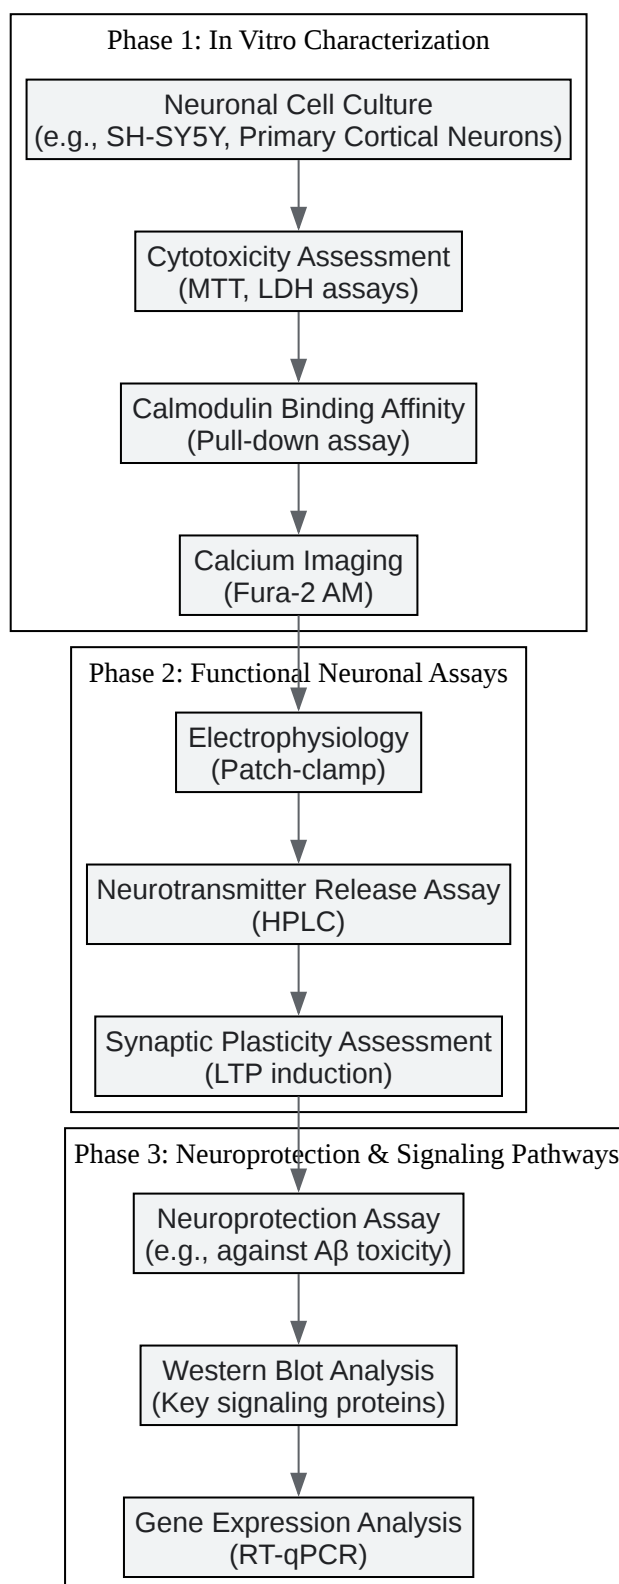 Phase 1: In Vitro Characterization
Neuronal Cell Culture
(e.g., SH-SY5Y, Primary Cortical Neurons)
Cytotoxicity Assessment
(MTT, LDH assays)
Calmodulin Binding Affinity
(Pull-down assay)
Calcium Imaging
(Fura-2 AM)
Phase 2: Functional Neuronal Assays
Electrophysiology
(Patch-clamp)
Neurotransmitter Release Assay
(HPLC)
Synaptic Plasticity Assessment
(LTP induction)
Phase 3: Neuroprotection & Signaling Pathways
Neuroprotection Assay
(e.g., against Aβ toxicity)
Western Blot Analysis
(Key signaling proteins)
Gene Expression Analysis
(RT-qPCR)